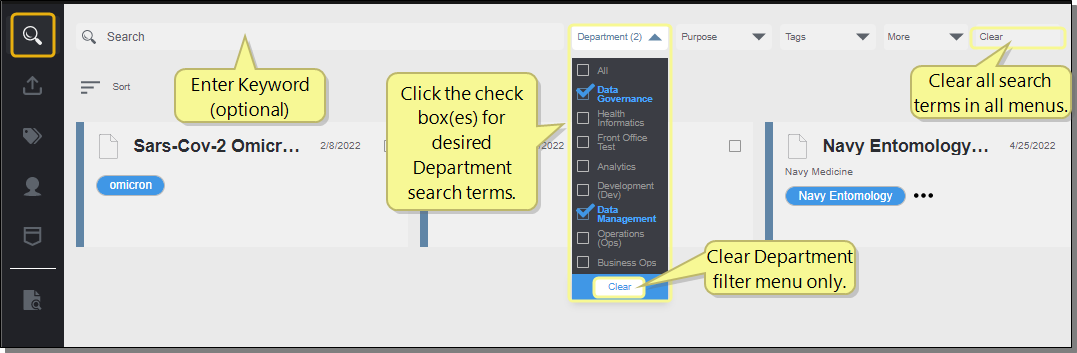 Search
Department (2)
Purpose
Tags
More
Clear
Sort
Enter Keyword
(optional)
Click the check
box(es) for
desired
Department
search terms.
All
Data
Governance
Health
Informatics
Front Office
Test
Analytics
Development
(Dev)
Data
Management
Operations
(Ops)
Business Ops
Clear
Clear all search
terms in all menus.
Clear Department
filter menu only.
Sars-Cov-2 Omicr...
2/8/2022
omicron
/2022
Navy Entomology...
4/25/2022
Navy Medicine
Navy Entomology